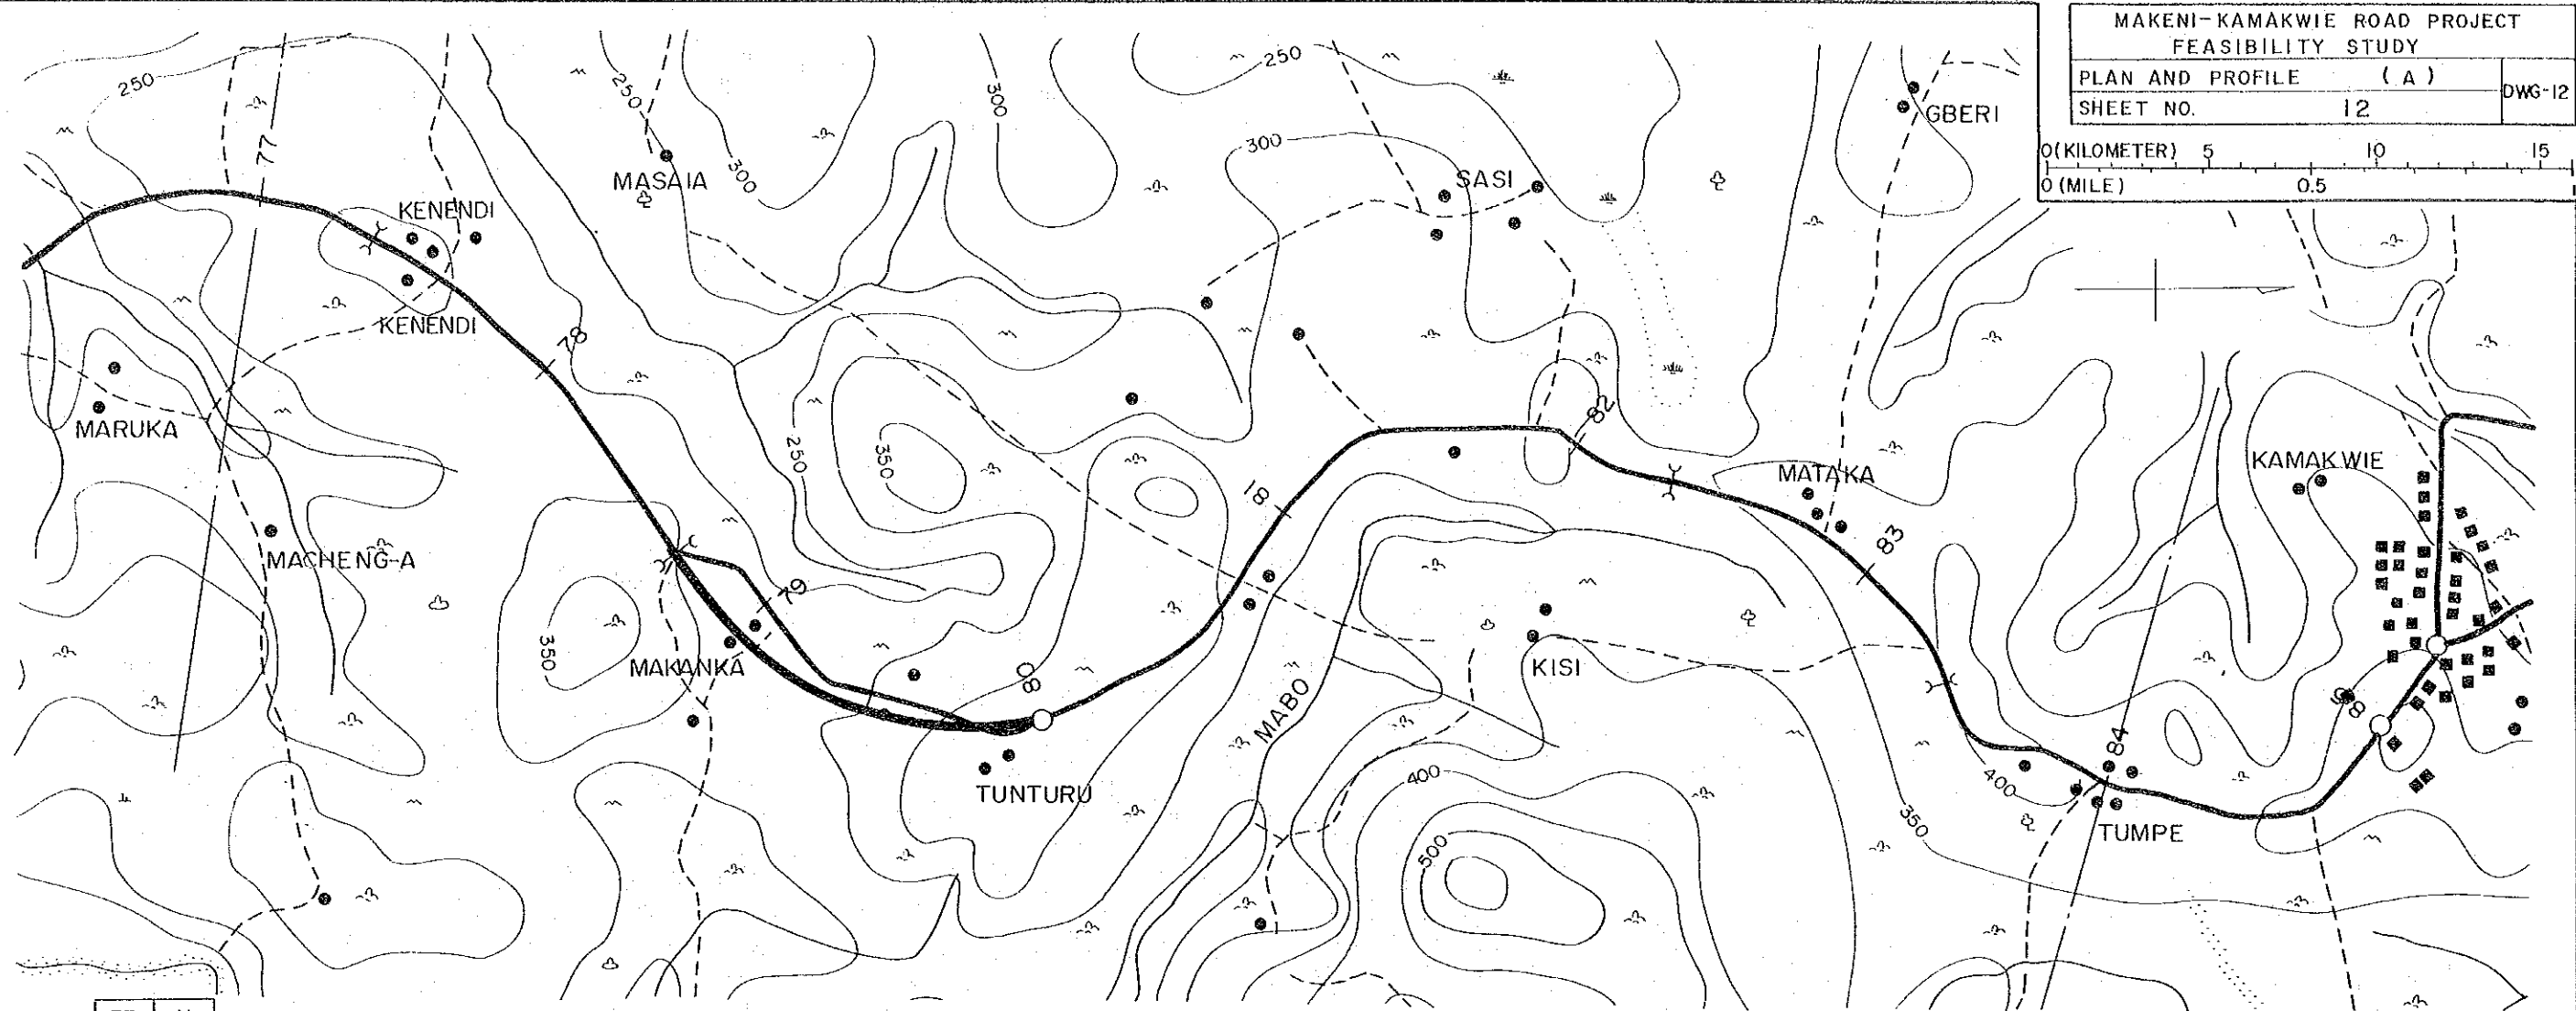 MAKENI-KAMAKWIE ROAD PROJECT
FEASIBILITY STUDY
PLAN AND PROFILE (A)
DWG-12
SHEET NO. 12
0(KILOMETER) 5 10 15
0(MILE) 0.5
250
77
250
300
300
250
300
GBERI
MASAIA
SASI
KENENDI
KENENDI
78
MARUKA
350
250
82
MATAKA
KAMAKWIE
81
83
MACHENG-A
79
350
MAKANKA
80
KISI
MABO
85
84
TUNTURU
400
400
350
TUMPE
500